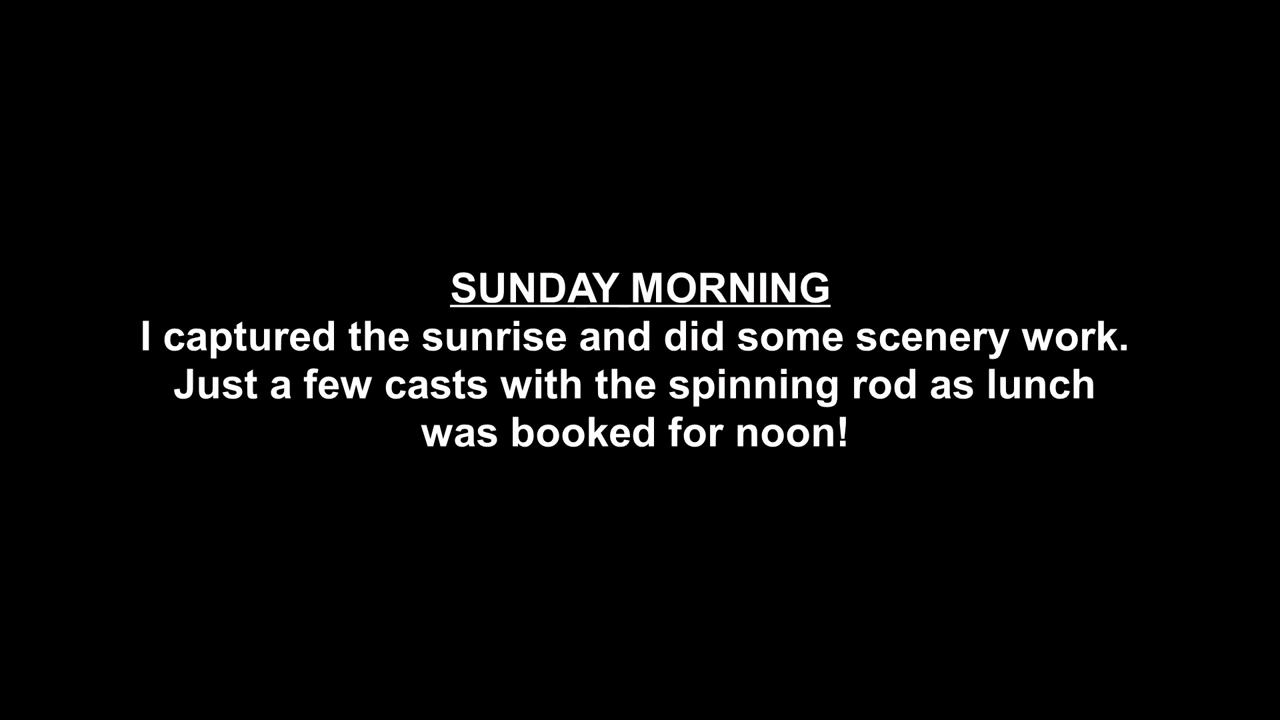 SUNDAY MORNING
I captured the sunrise and did some scenery work.
Just a few casts with the spinning rod as lunch
was booked for noon!